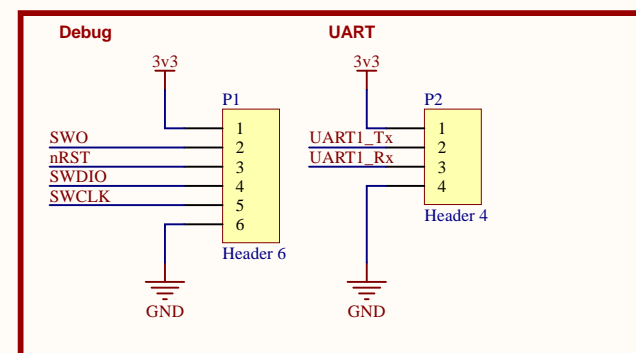 Debug
UART
3v3
3v3
P1
P2
SWO
nRST
SWDIO
SWCLK
1
2
3
4
5
6
UART1_Tx
UART1_Rx
1
2
3
4
Header 6
Header 4
GND
GND